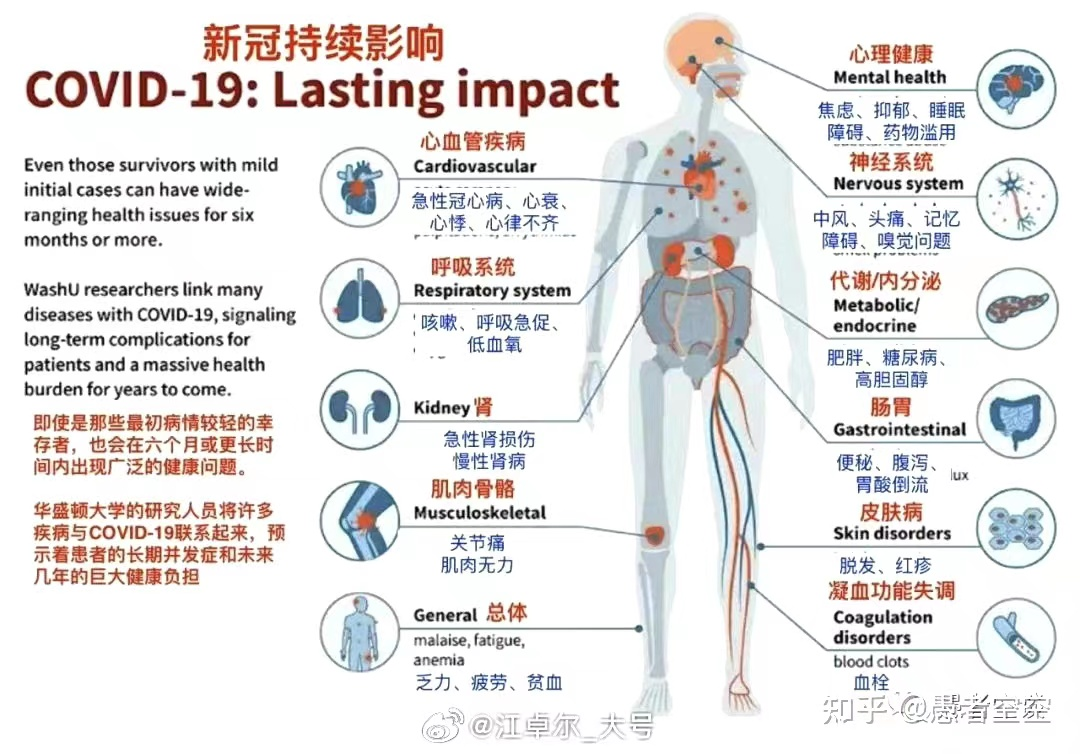 新冠持续影响
COVID-19: Lasting impact
Even those survivors with mild
initial cases can have wide-
ranging health issues for six
months or more.
WashU researchers link many
diseases with COVID-19, signaling
long-term complications for
patients and a massive health
burden for years to come.
即使是那些最初病情较轻的幸
存者，也会在六个月或更长时
间内出现广泛的健康问题。
华盛顿大学的研究人员将许多
疾病与COVID-19联系起来，预
示着患者的长期并发症和未来
几年的巨大健康负担
心血管疾病
Cardiovascular
急性冠心病、心衰、
心悸、心律不齐
呼吸系统
Respiratory system
咳嗽、呼吸急促、
低血氧
Kidney 肾
急性肾损伤
慢性肾病
肌肉骨骼
Musculoskeletal
关节痛
肌肉无力
General 总体
malaise, fatigue,
anemia
乏力、疲劳、贫血
心理健康
Mental health
焦虑、抑郁、睡眠
障碍、药物滥用
神经系统
Nervous system
中风、头痛、记忆
障碍、嗅觉问题
代谢/内分泌
Metabolic/
endocrine
肥胖、糖尿病、
高胆固醇
肠胃
Gastrointestinal
便秘、腹泻、
胃酸倒流
lux
皮肤病
Skin disorders
脱发、红疹
凝血功能失调
Coagulation
disorders
blood clots
血栓
@江卓尔_大号
知乎 @愚者空空